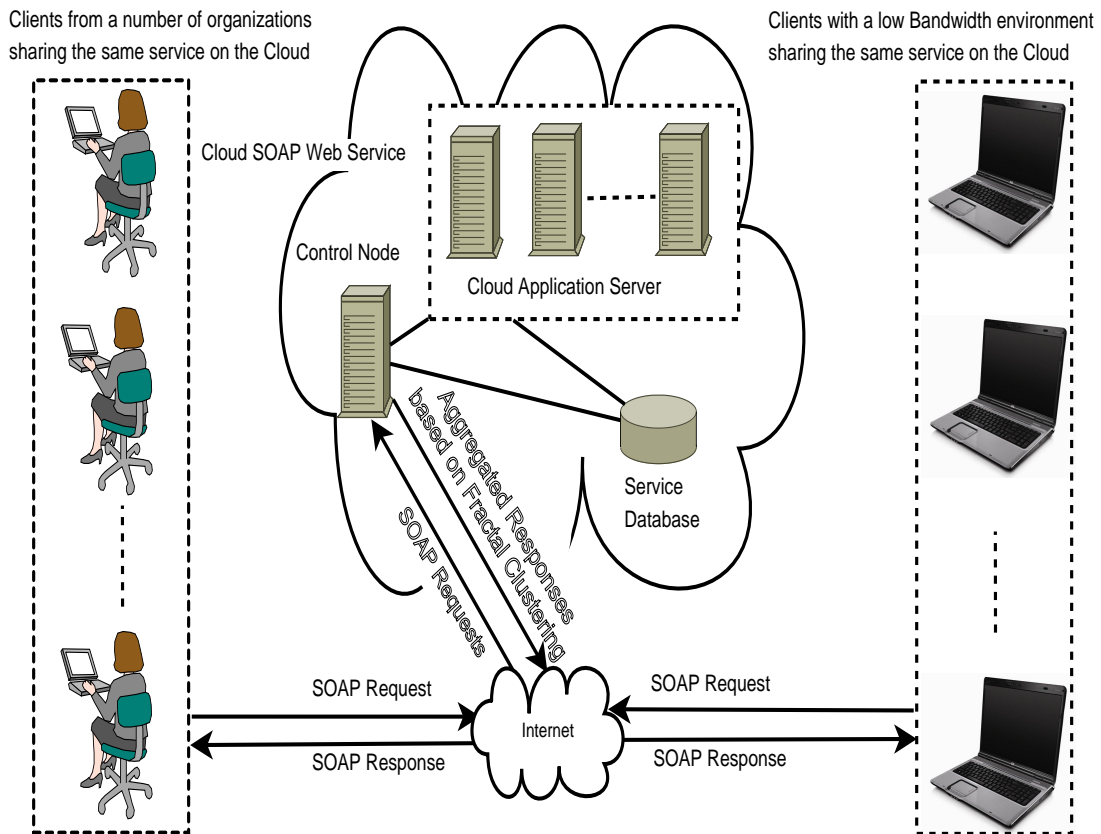 Clients from a number of organizations
sharing the same service on the Cloud
Clients with a low Bandwidth environment
sharing the same service on the Cloud
Cloud SOAP Web Service
Control Node
Cloud Application Server
Aggregated Responses
based on Fractal Clustering
SOAP Requests
Service
Database
SOAP Request
SOAP Response
Internet
SOAP Request
SOAP Response